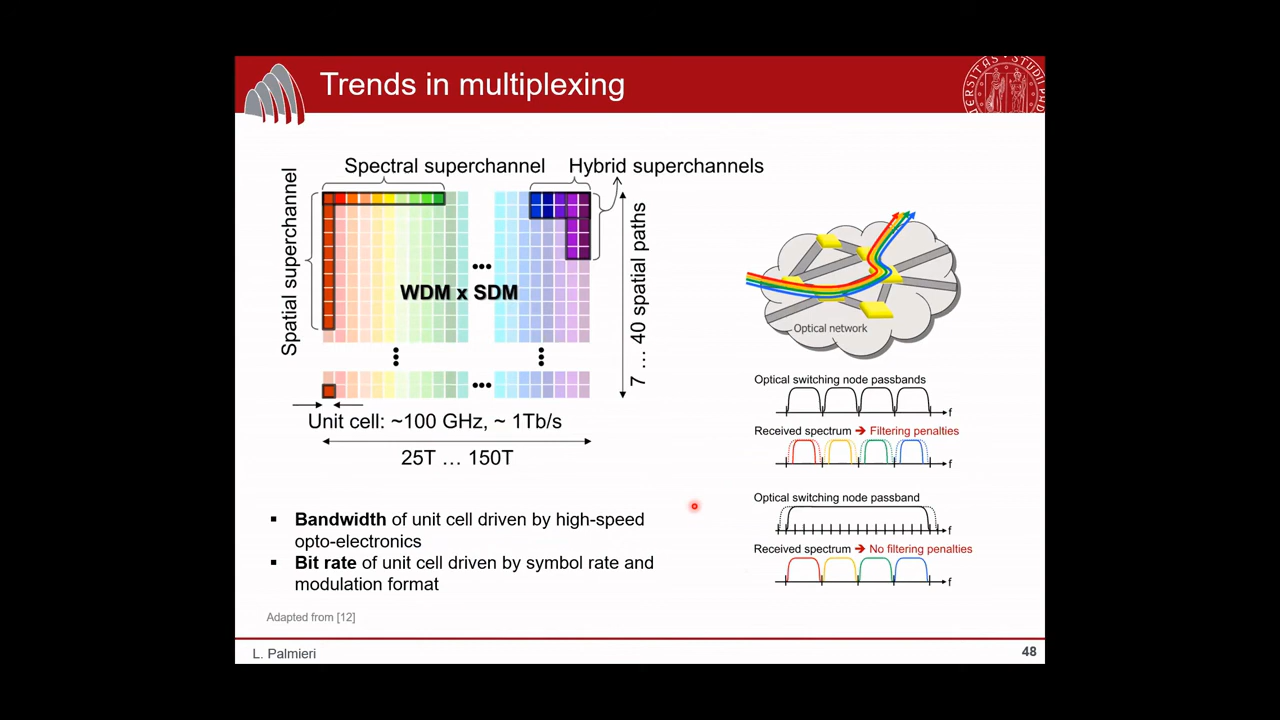 Trends in multiplexing
UNIVERSITAS STUDII PADU
Spectral superchannel
Hybrid superchannels
Spatial superchannel
WDM x SDM
7 … 40 spatial paths
Unit cell: ~100 GHz, ~ 1Tb/s
25T … 150T
▪ Bandwidth of unit cell driven by high-speed
opto-electronics
▪ Bit rate of unit cell driven by symbol rate and
modulation format
Optical network
Optical switching node passbands
f
Received spectrum ➔ Filtering penalties
f
Optical switching node passband
f
Received spectrum ➔ No filtering penalties
f
Adapted from [12]
L. Palmieri
48